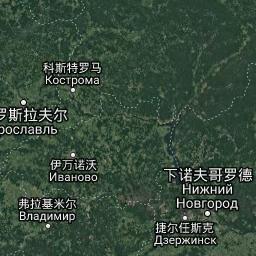 科斯特罗马
Кострома
罗斯拉夫尔
рославль
伊万诺沃
Иваново
下诺夫哥罗德
Нижний
Новгород
弗拉基米尔
Владимир
捷尔任斯克
Дзержинск